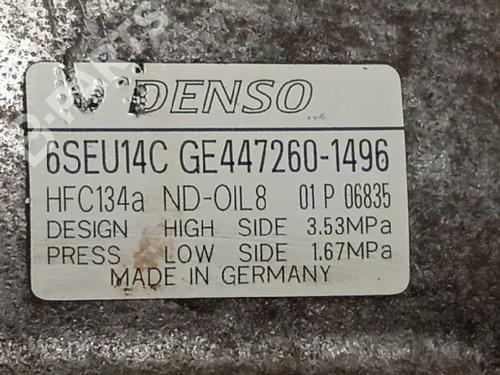 DENSO
6SEU14C GE447260-1496
HFC134a ND-OIL8 01 P 06835
DESIGN HIGH SIDE 3.53MPa
PRESS LOW SIDE 1.67MPa
MADE IN GERMANY
B-PARTS